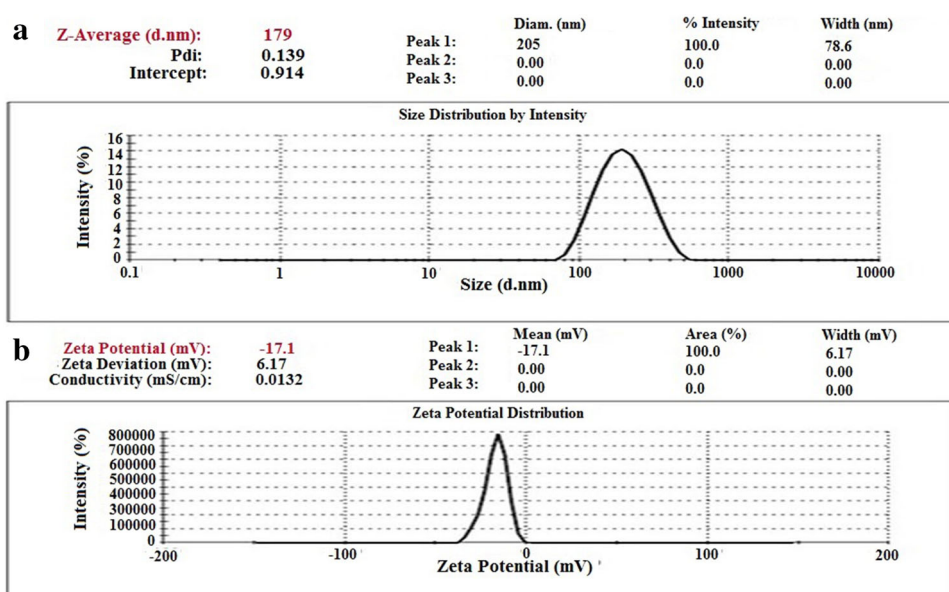 a
Z-Average (d.nm): 179
Pdi: 0.139
Intercept: 0.914
Diam. (nm) % Intensity Width (nm)
Peak 1: 205 100.0 78.6
Peak 2: 0.00 0.0 0.00
Peak 3: 0.00 0.0 0.00
Size Distribution by Intensity
Intensity (%)
16
14
12
10
8
6
4
2
0
0.1 1 10 100 1000 10000
Size (d.nm)
b
Zeta Potential (mV): -17.1
Zeta Deviation (mV): 6.17
Conductivity (mS/cm): 0.0132
Mean (mV) Area (%) Width (mV)
Peak 1: -17.1 100.0 6.17
Peak 2: 0.00 0.0 0.00
Peak 3: 0.00 0.0 0.00
Zeta Potential Distribution
Intensity (%)
800000
700000
600000
500000
400000
300000
100000
0
-200 -100 0 100 200
Zeta Potential (mV)